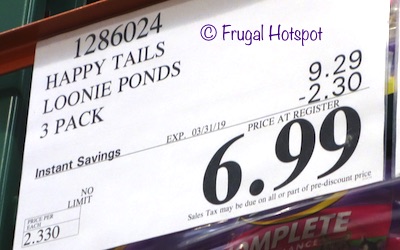 © Frugal Hotspot
1286024
HAPPY TAILS
LOONIE PONDS
3 PACK
9.29
-2.30
EXP. 03/31/19
PRICE AT REGISTER
Instant Savings
6.99
NO
LIMIT
PRICE PER
EACH
2.330
Sales Tax may be due on all or part of pre-discount price